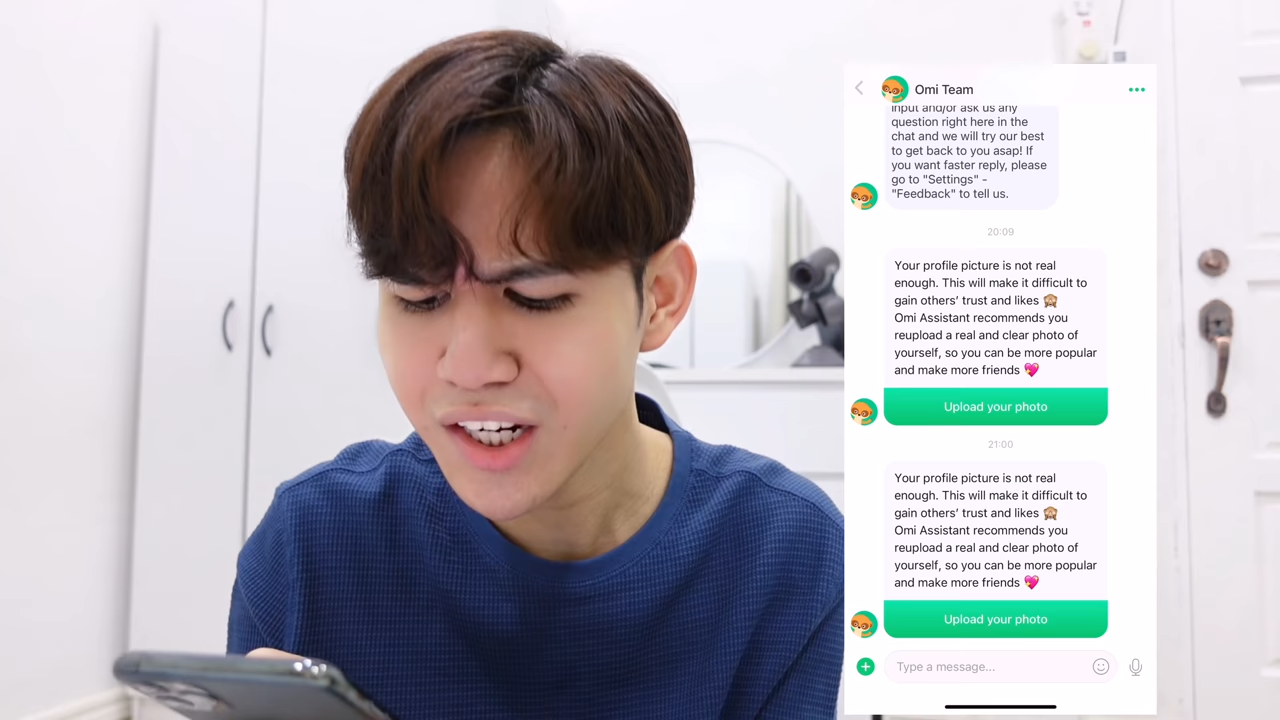 Omi Team
input and/or ask us any
question right here in the
chat and we will try our best
to get back to you asap! If
you want faster reply, please
go to "Settings" -
"Feedback" to tell us.
20:09
Your profile picture is not real
enough. This will make it difficult to
gain others’ trust and likes 🙈
Omi Assistant recommends you
reupload a real and clear photo of
yourself, so you can be more popular
and make more friends 💖
Upload your photo
21:00
Your profile picture is not real
enough. This will make it difficult to
gain others’ trust and likes 🙈
Omi Assistant recommends you
reupload a real and clear photo of
yourself, so you can be more popular
and make more friends 💖
Upload your photo
Type a message...